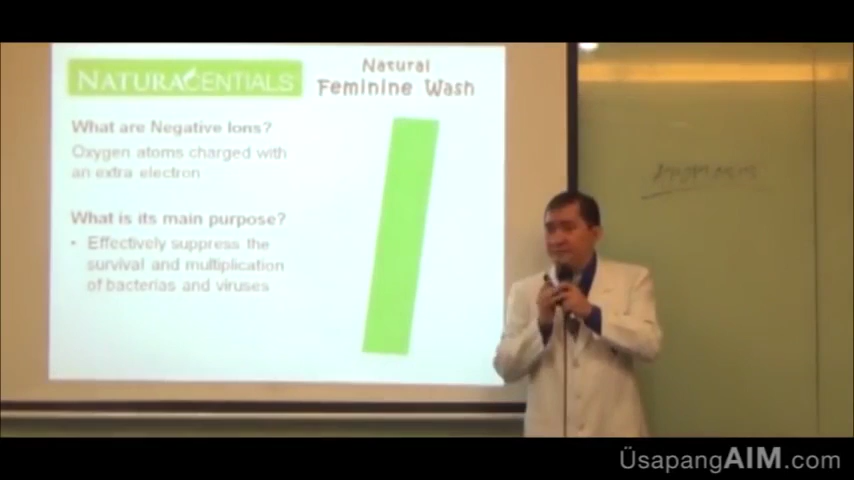 NATURACENTIALS
Natural
Feminine Wash
What are Negative Ions?
Oxygen atoms charged with
an extra electron
What is its main purpose?
• Effectively suppress the
survival and multiplication
of bacterias and viruses
ÜsapangAIM.com